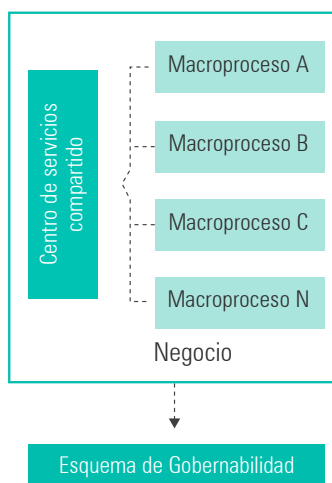 Centro de servicios
compartido
Macroproceso A
Macroproceso B
Macroproceso C
Macroproceso N
Negocio
Esquema de Gobernabilidad